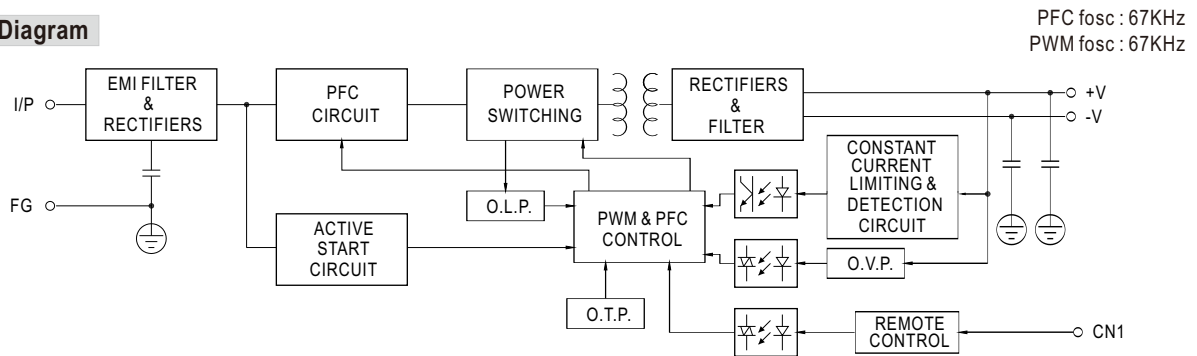 Diagram
PFC fosc : 67KHz
PWM fosc : 67KHz
I/P
EMI FILTER
&
RECTIFIERS
PFC
CIRCUIT
POWER
SWITCHING
RECTIFIERS
&
FILTER
+V
-V
FG
ACTIVE
START
CIRCUIT
O.L.P.
PWM & PFC
CONTROL
CONSTANT
CURRENT
LIMITING &
DETECTION
CIRCUIT
O.V.P.
O.T.P.
REMOTE
CONTROL
CN1